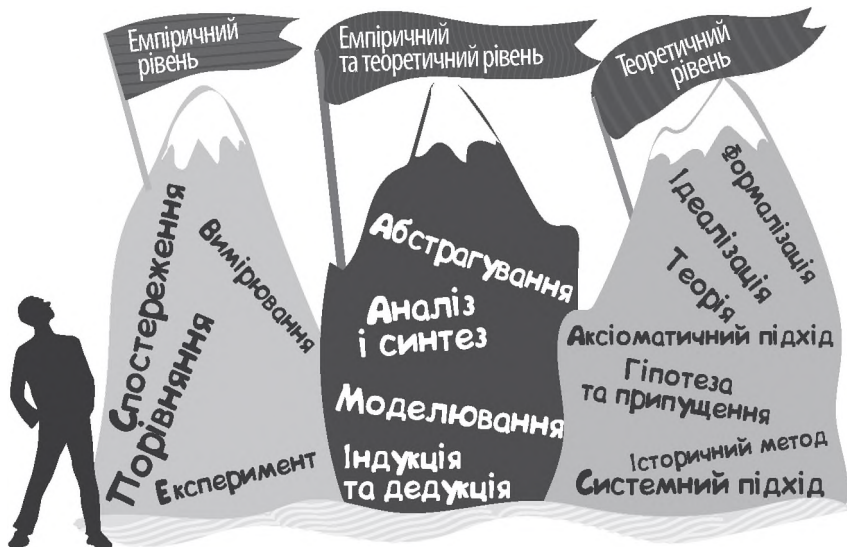 Емпіричний
рівень
Спостереження
Вимірювання
Порівняння
Експеримент
Емпіричний
та теоретичний рівень
Абстрагування
Аналіз
і синтез
Моделювання
Індукція
та дедукція
Теоретичний
рівень
Формалізація
Ідеалізація
Теорія
Аксіоматичний підхід
Гіпотеза
та припущення
Історичний метод
Системний підхід